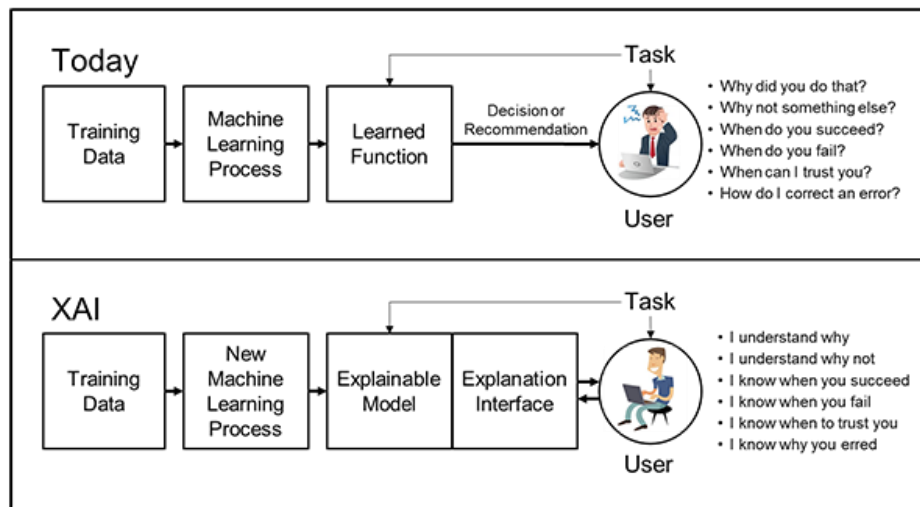 Today
Task
Training
Data
Machine
Learning
Process
Learned
Function
Decision or
Recommendation
User
• Why did you do that?
• Why not something else?
• When do you succeed?
• When do you fail?
• When can I trust you?
• How do I correct an error?
XAI
Task
Training
Data
New
Machine
Learning
Process
Explainable
Model
Explanation
Interface
User
• I understand why
• I understand why not
• I know when you succeed
• I know when you fail
• I know when to trust you
• I know why you erred